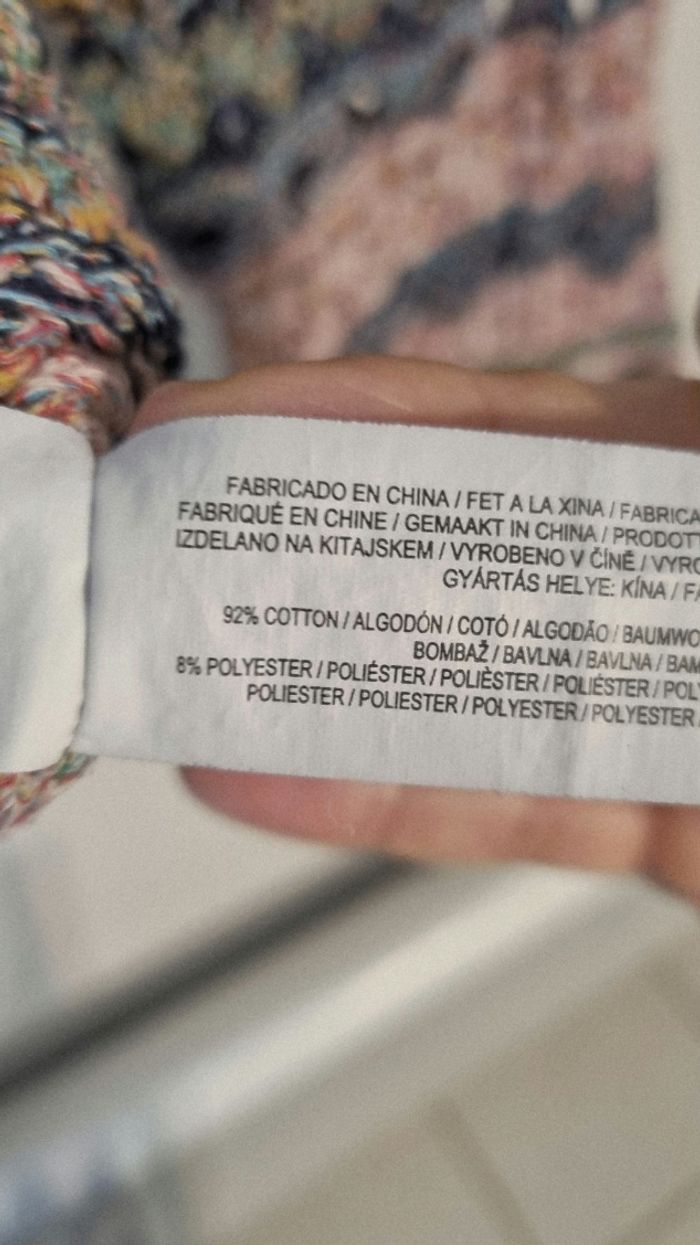 FABRICADO EN CHINA / FET A LA XINA / FABRICA
FABRIQUÉ EN CHINE / GEMAAKT IN CHINA / PRODOTT
IZDELANO NA KITAJSKEM / VYROBENO V ČÍNĚ / VYRO
GYÁRTÁS HELYE: KÍNA / FA
92% COTTON / ALGODÓN / COTÓ / ALGODÃO / BAUMWO
BOMBAŽ / BAVLNA / BAVLNA / BAM
8% POLYESTER / POLIÉSTER / POLIÈSTER / POLIÉSTER / POLY
POLIESTER / POLIESTER / POLYESTER / POLYESTER /